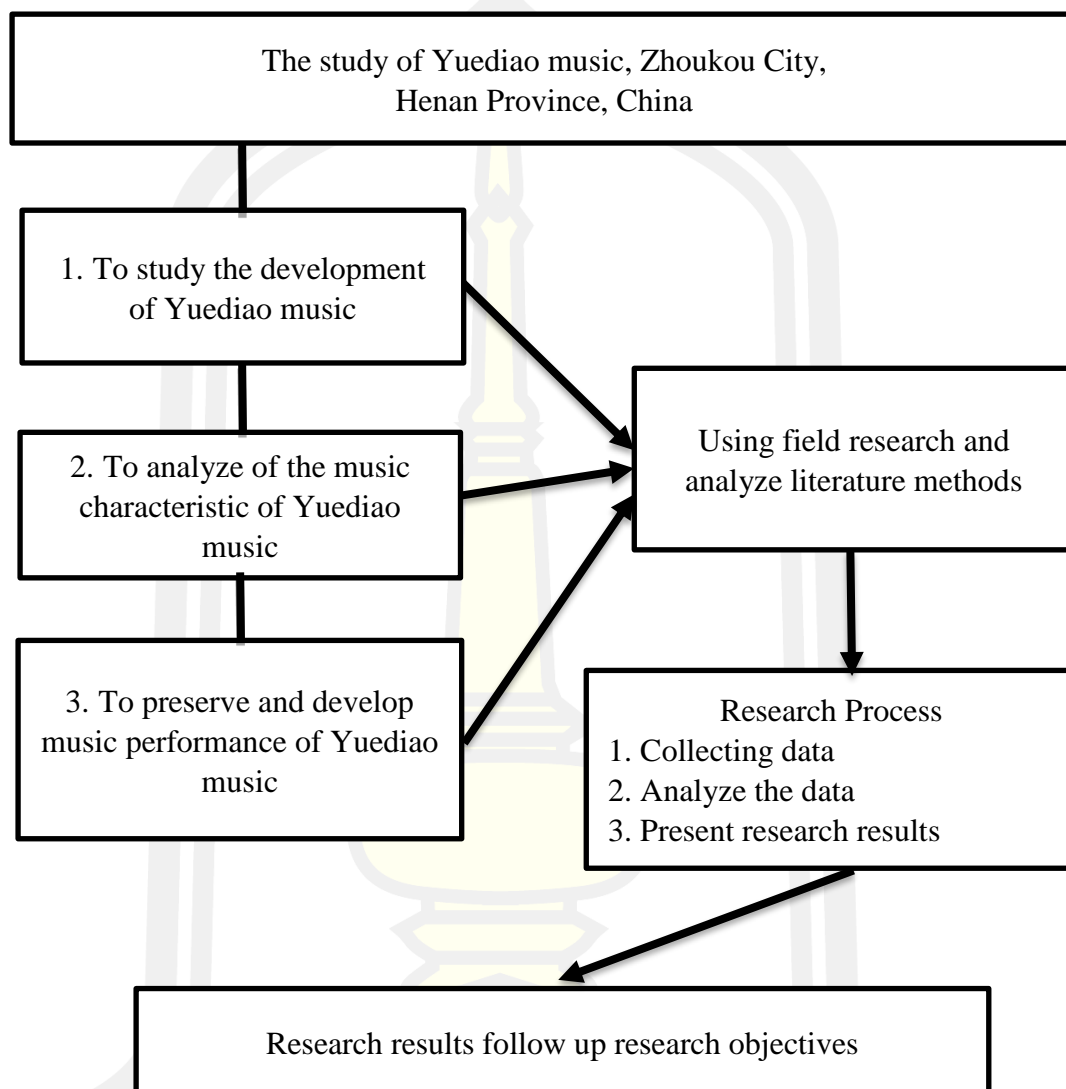 The study of Yuediao music, Zhoukou City,
Henan Province, China
1. To study the development
of Yuediao music
2. To analyze of the music
characteristic of Yuediao
music
3. To preserve and develop
music performance of Yuediao
music
Using field research and
analyze literature methods
Research Process
1. Collecting data
2. Analyze the data
3. Present research results
Research results follow up research objectives